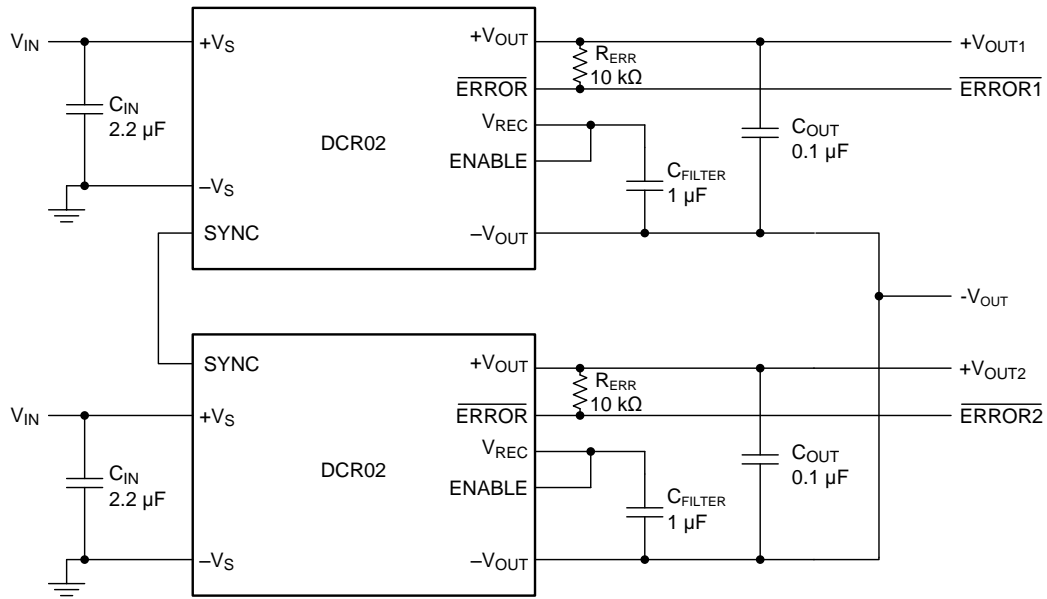 V_IN
+V_S
C_IN
2.2 µF
–V_S
SYNC
DCR02
+V_OUT
ERROR
V_REC
ENABLE
–V_OUT
R_ERR
10 kΩ
C_FILTER
1 µF
C_OUT
0.1 µF
+V_OUT1
ERROR1
-V_OUT
SYNC
V_IN
+V_S
C_IN
2.2 µF
–V_S
DCR02
+V_OUT
ERROR
V_REC
ENABLE
–V_OUT
R_ERR
10 kΩ
C_FILTER
1 µF
C_OUT
0.1 µF
+V_OUT2
ERROR2